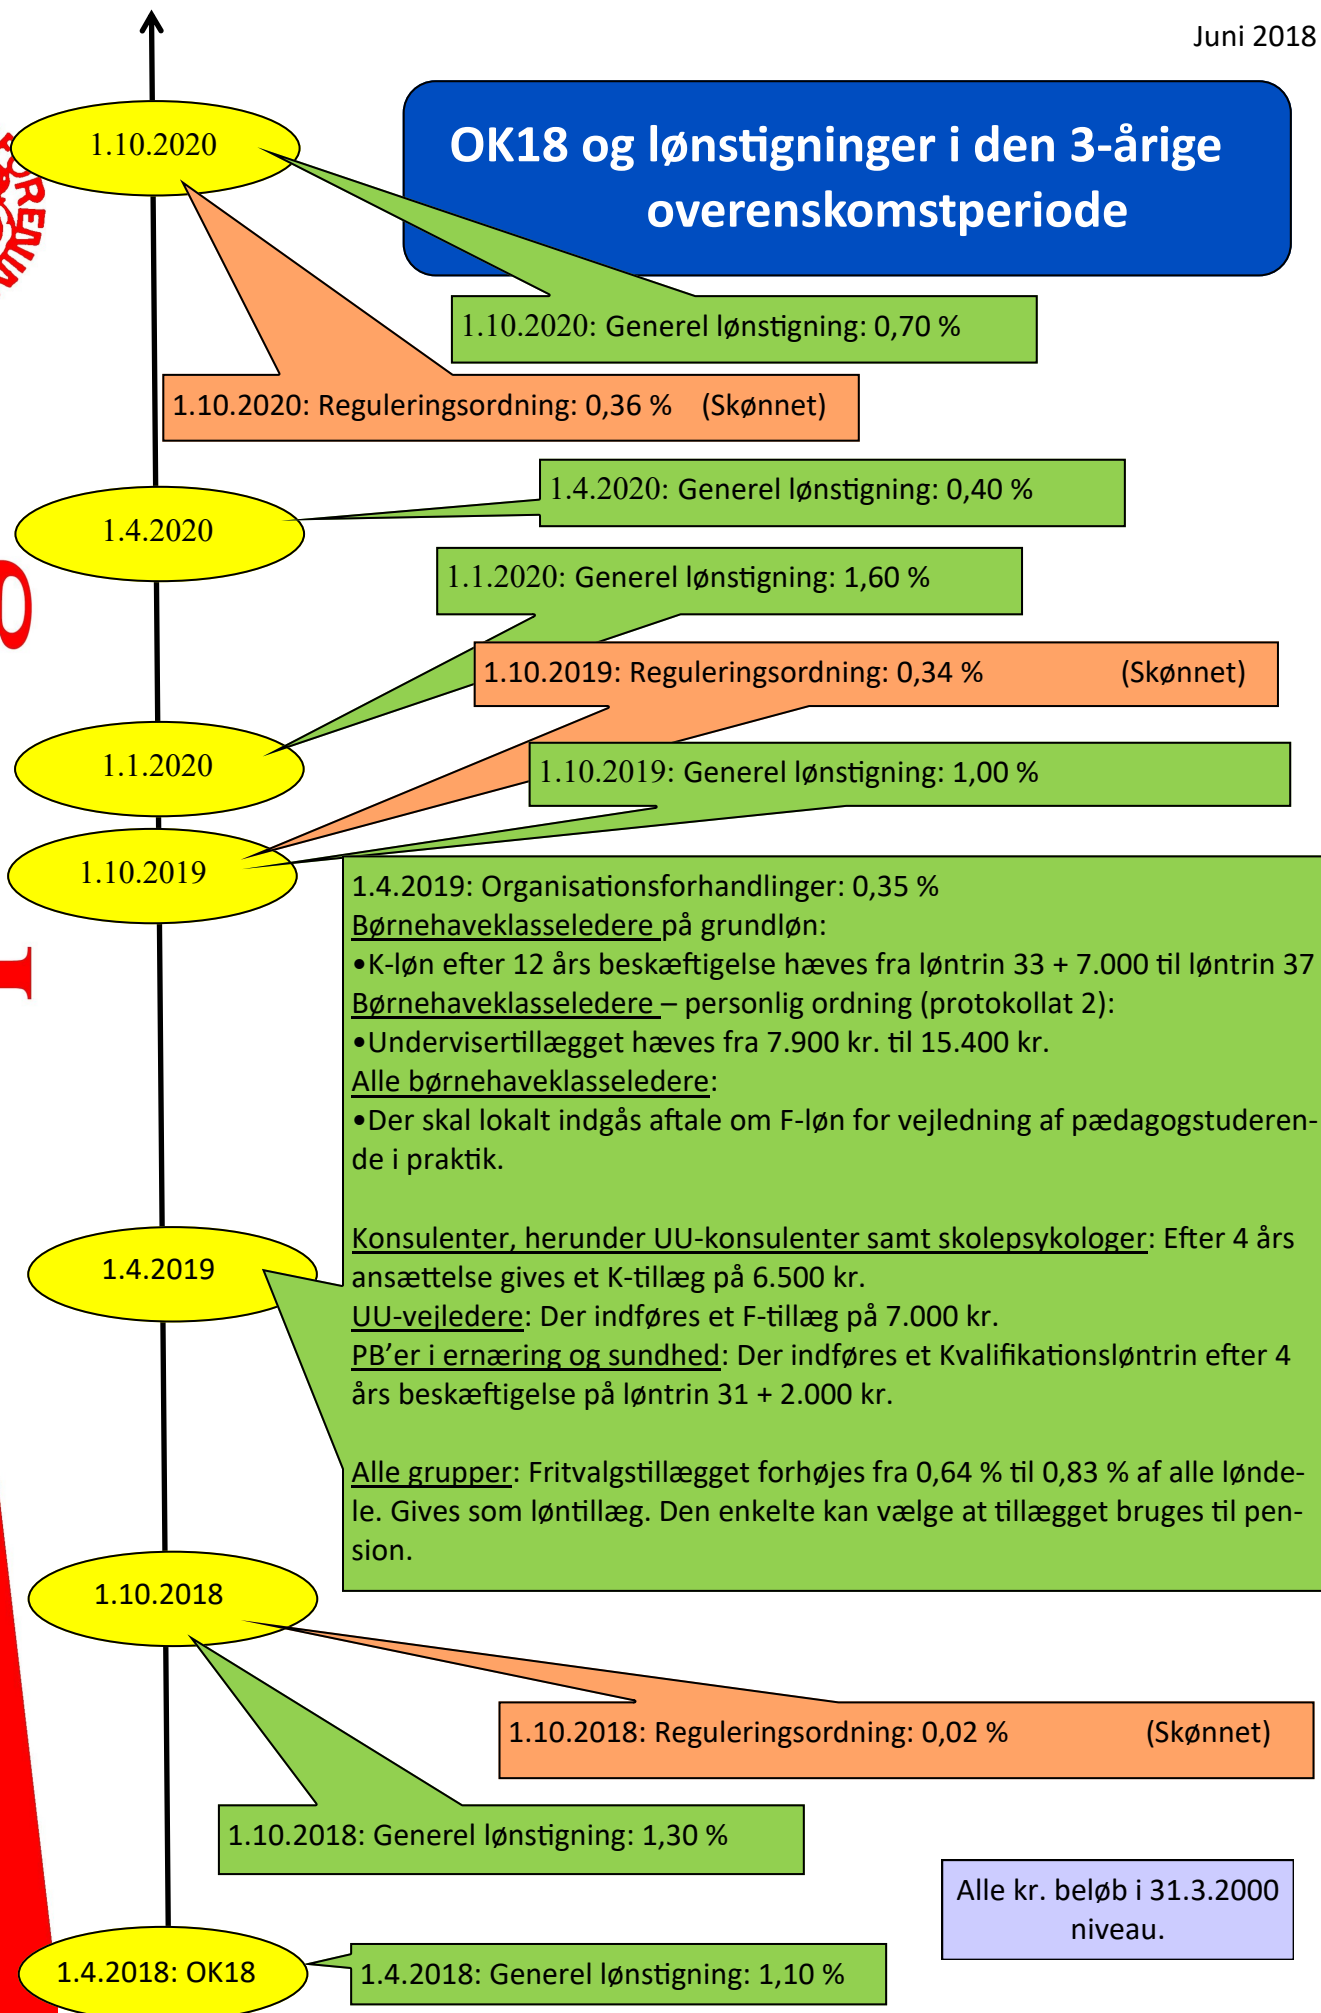 Juni 2018
OK18 og lønstigninger i den 3-årige
overenskomstperiode
1.10.2020
1.10.2020: Generel lønstigning: 0,70 %
1.10.2020: Reguleringsordning: 0,36 % (Skønnet)
1.4.2020: Generel lønstigning: 0,40 %
1.4.2020
1.1.2020: Generel lønstigning: 1,60 %
1.10.2019: Reguleringsordning: 0,34 % (Skønnet)
1.1.2020
1.10.2019: Generel lønstigning: 1,00 %
1.10.2019
1.4.2019: Organisationsforhandlinger: 0,35 %
Børnehaveklasseledere på grundløn:
•K-løn efter 12 års beskæftigelse hæves fra løntrin 33 + 7.000 til løntrin 37
Børnehaveklasseledere – personlig ordning (protokollat 2):
•Undervisertillægget hæves fra 7.900 kr. til 15.400 kr.
Alle børnehaveklasseledere:
•Der skal lokalt indgås aftale om F-løn for vejledning af pædagogstuderen-
de i praktik.
Konsulenter, herunder UU-konsulenter samt skolepsykologer: Efter 4 års
ansættelse gives et K-tillæg på 6.500 kr.
UU-vejledere: Der indføres et F-tillæg på 7.000 kr.
PB’er i ernæring og sundhed: Der indføres et Kvalifikationsløntrin efter 4
års beskæftigelse på løntrin 31 + 2.000 kr.
Alle grupper: Fritvalgstillægget forhøjes fra 0,64 % til 0,83 % af alle lønde-
le. Gives som løntillæg. Den enkelte kan vælge at tillægget bruges til pen-
sion.
1.4.2019
1.10.2018
1.10.2018: Reguleringsordning: 0,02 % (Skønnet)
1.10.2018: Generel lønstigning: 1,30 %
Alle kr. beløb i 31.3.2000
niveau.
1.4.2018: OK18
1.4.2018: Generel lønstigning: 1,10 %